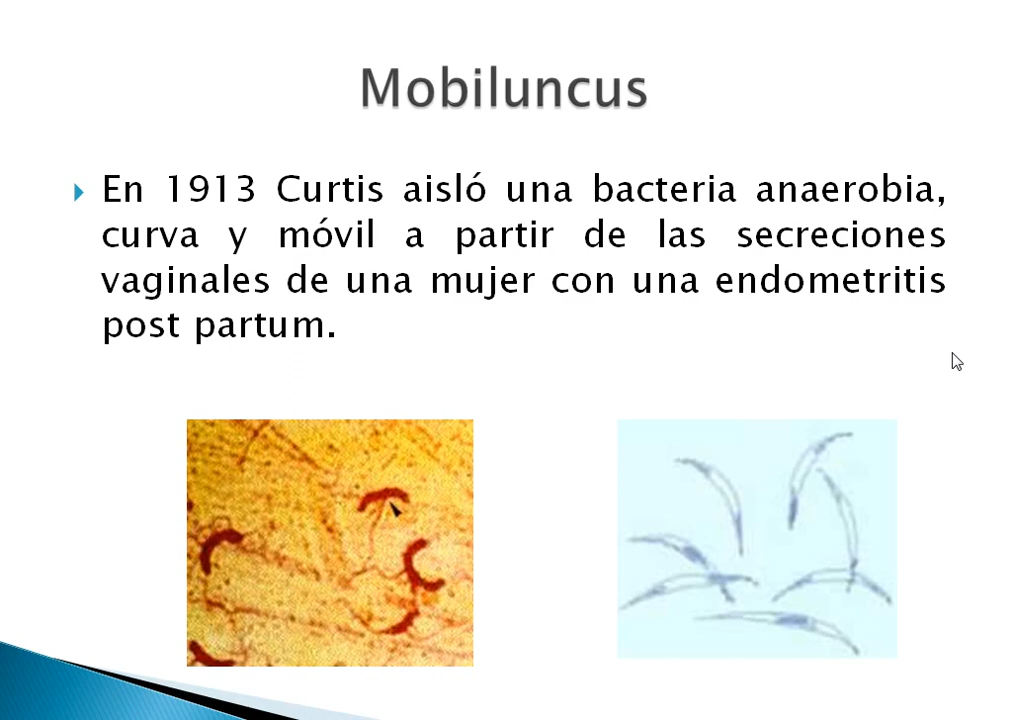 Mobiluncus
En 1913 Curtis aisló una bacteria anaerobia,
curva y móvil a partir de las secreciones
vaginales de una mujer con una endometritis
post partum.